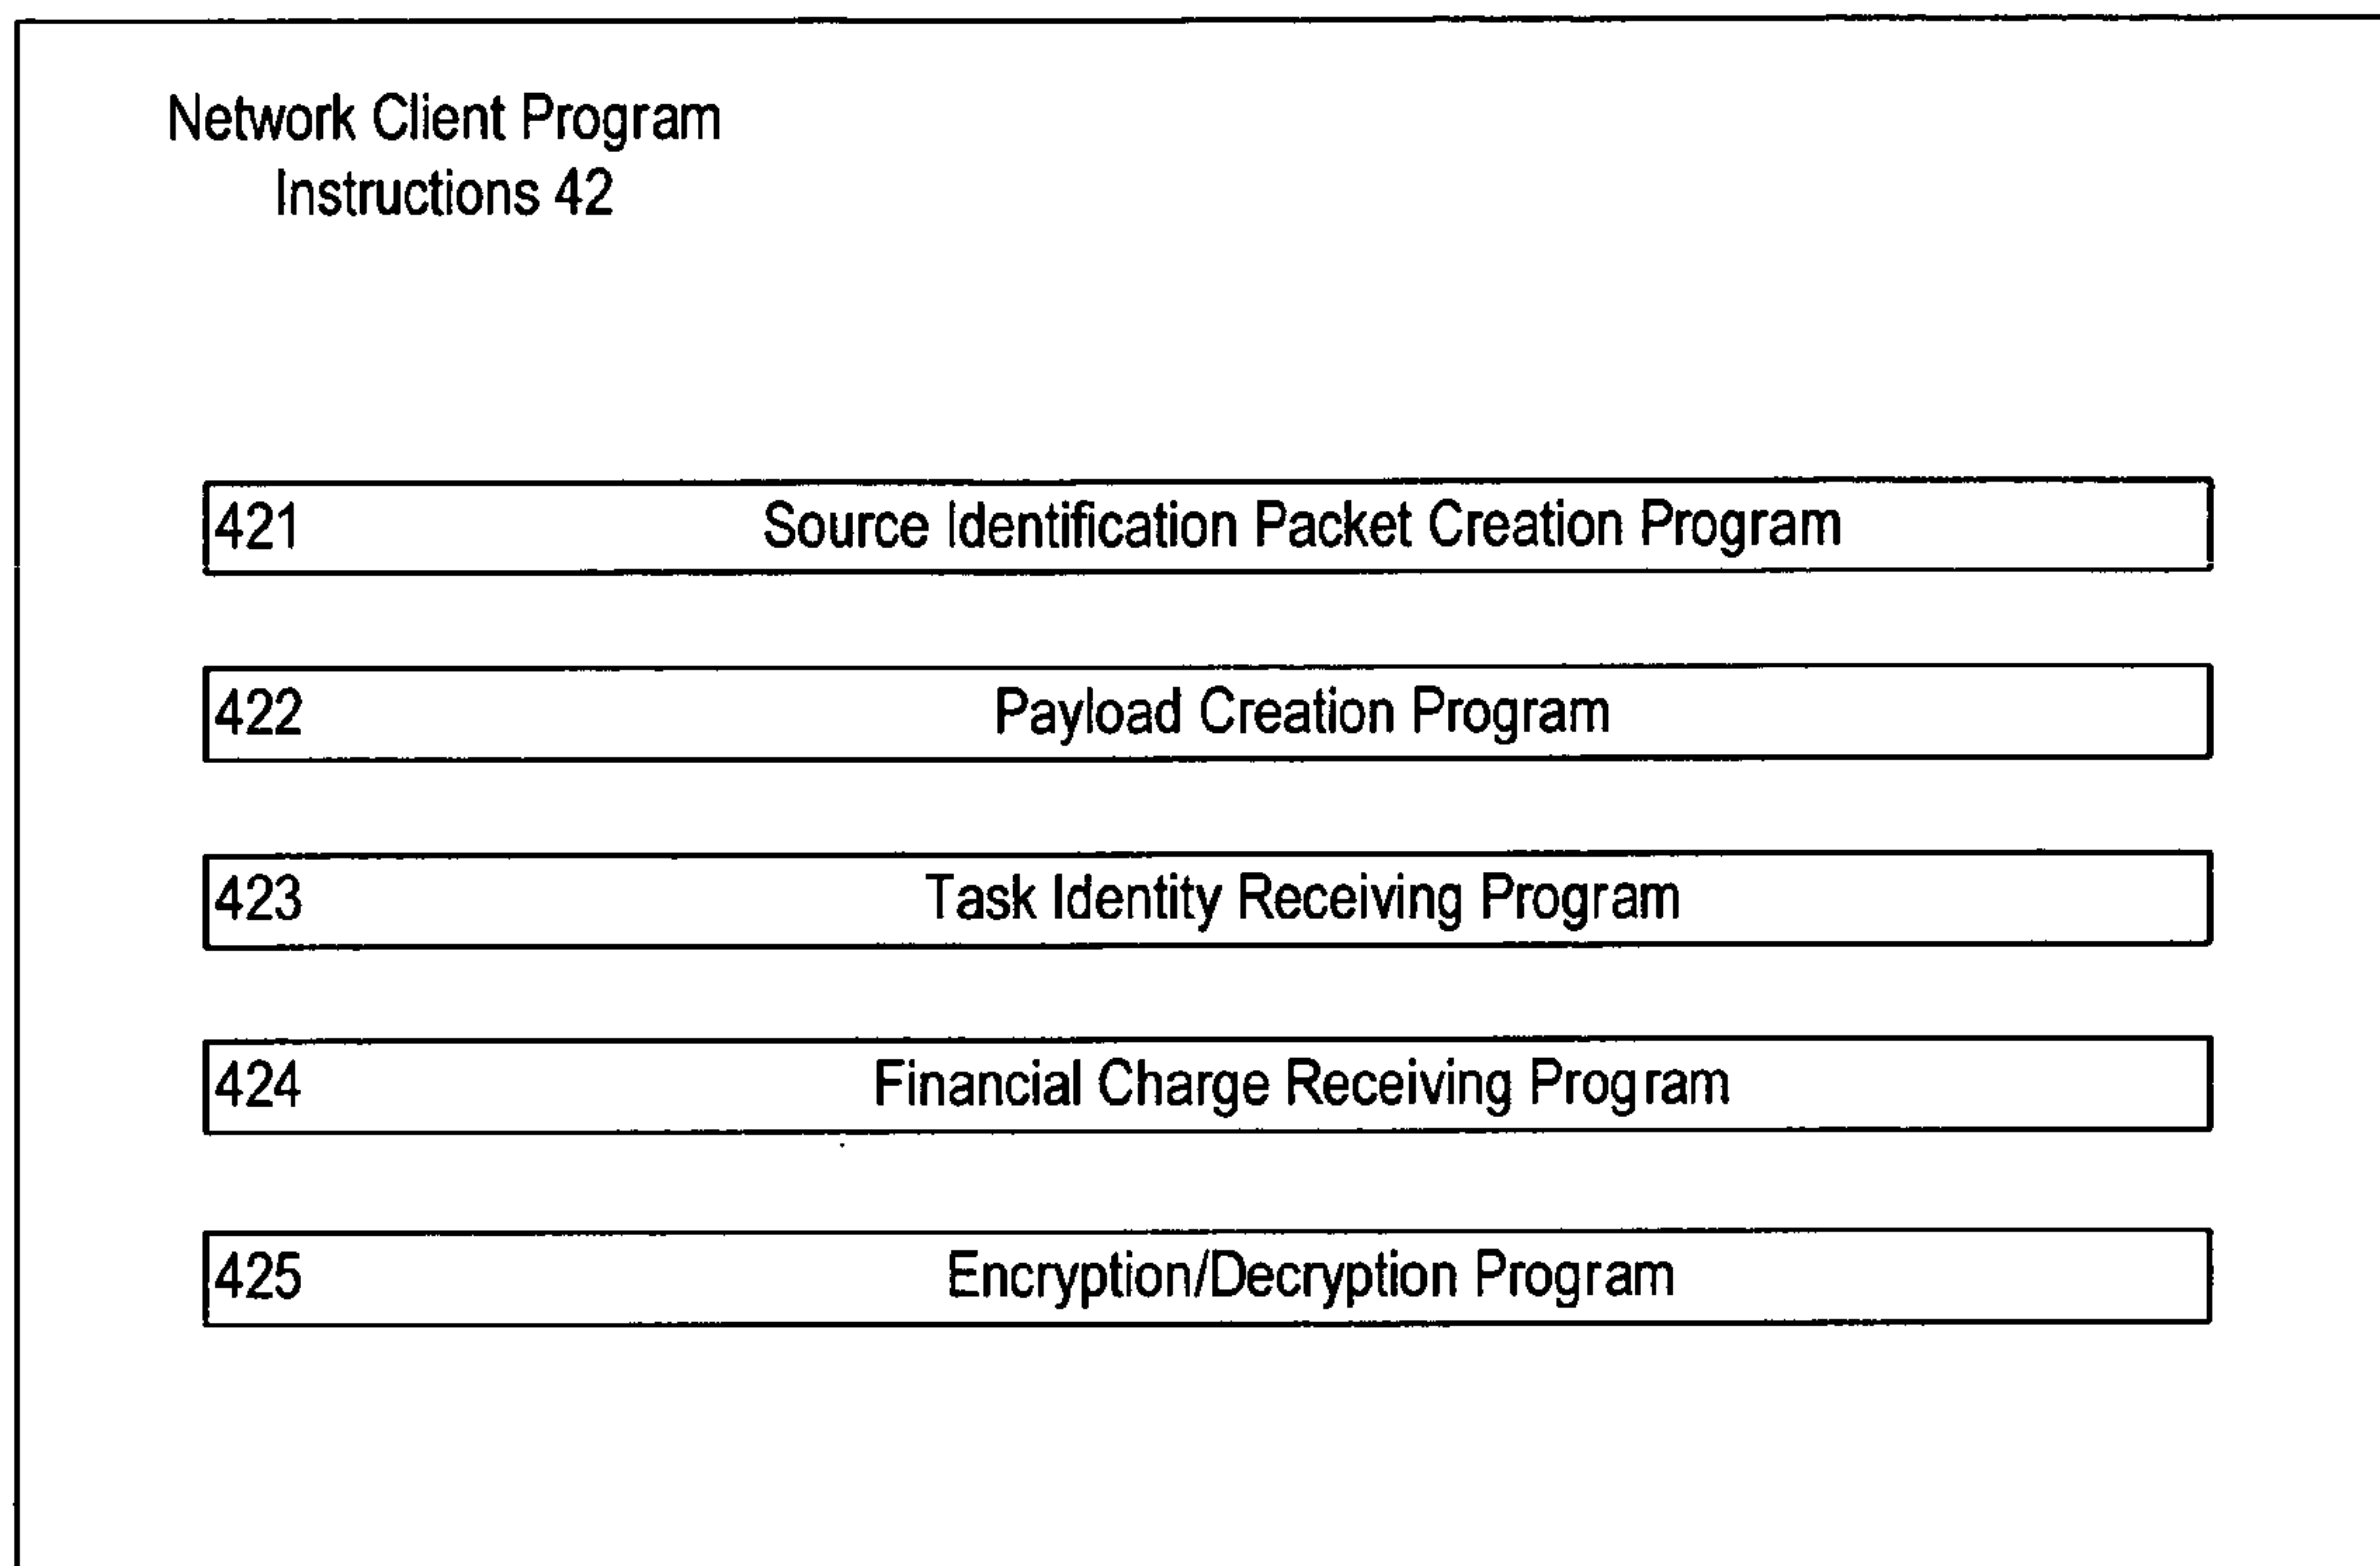 Network Client Program
Instructions 42
421 Source Identification Packet Creation Program
422 Payload Creation Program
423 Task Identity Receiving Program
424 Financial Charge Receiving Program
425 Encryption/Decryption Program